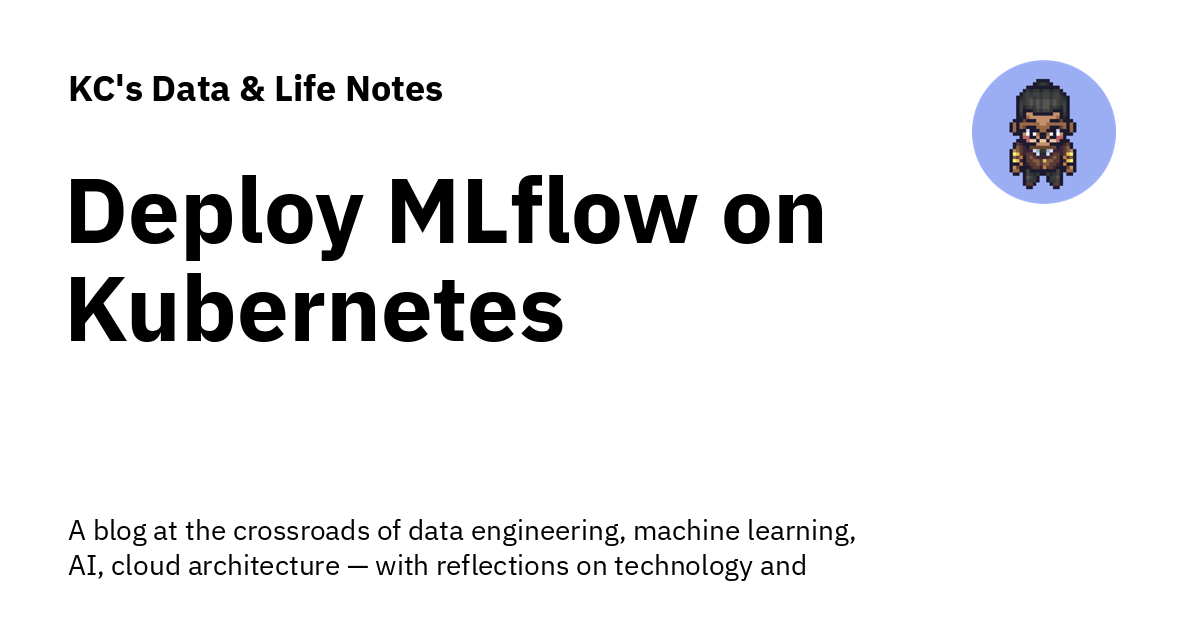 KC's Data & Life Notes
Deploy MLflow on
Kubernetes
A blog at the crossroads of data engineering, machine learning,
AI, cloud architecture — with reflections on technology and